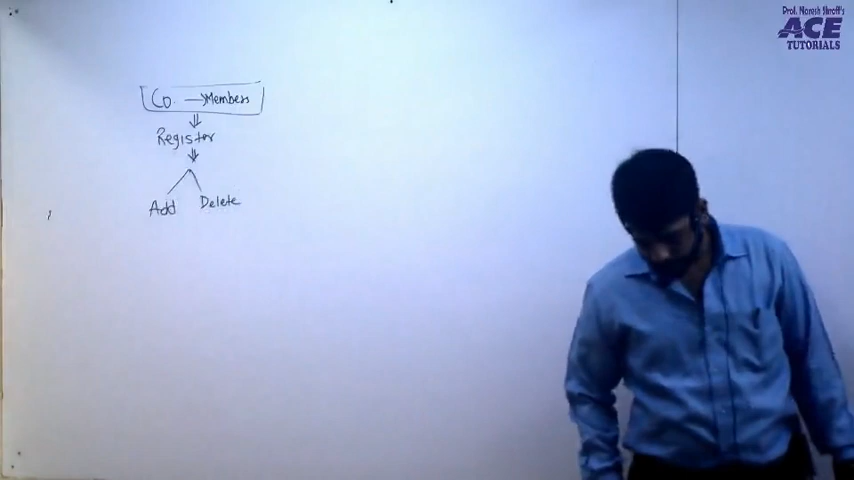 Prof. Naresh Shroff's
ACE
TUTORIALS
Co. → Members
Register
Add Delete